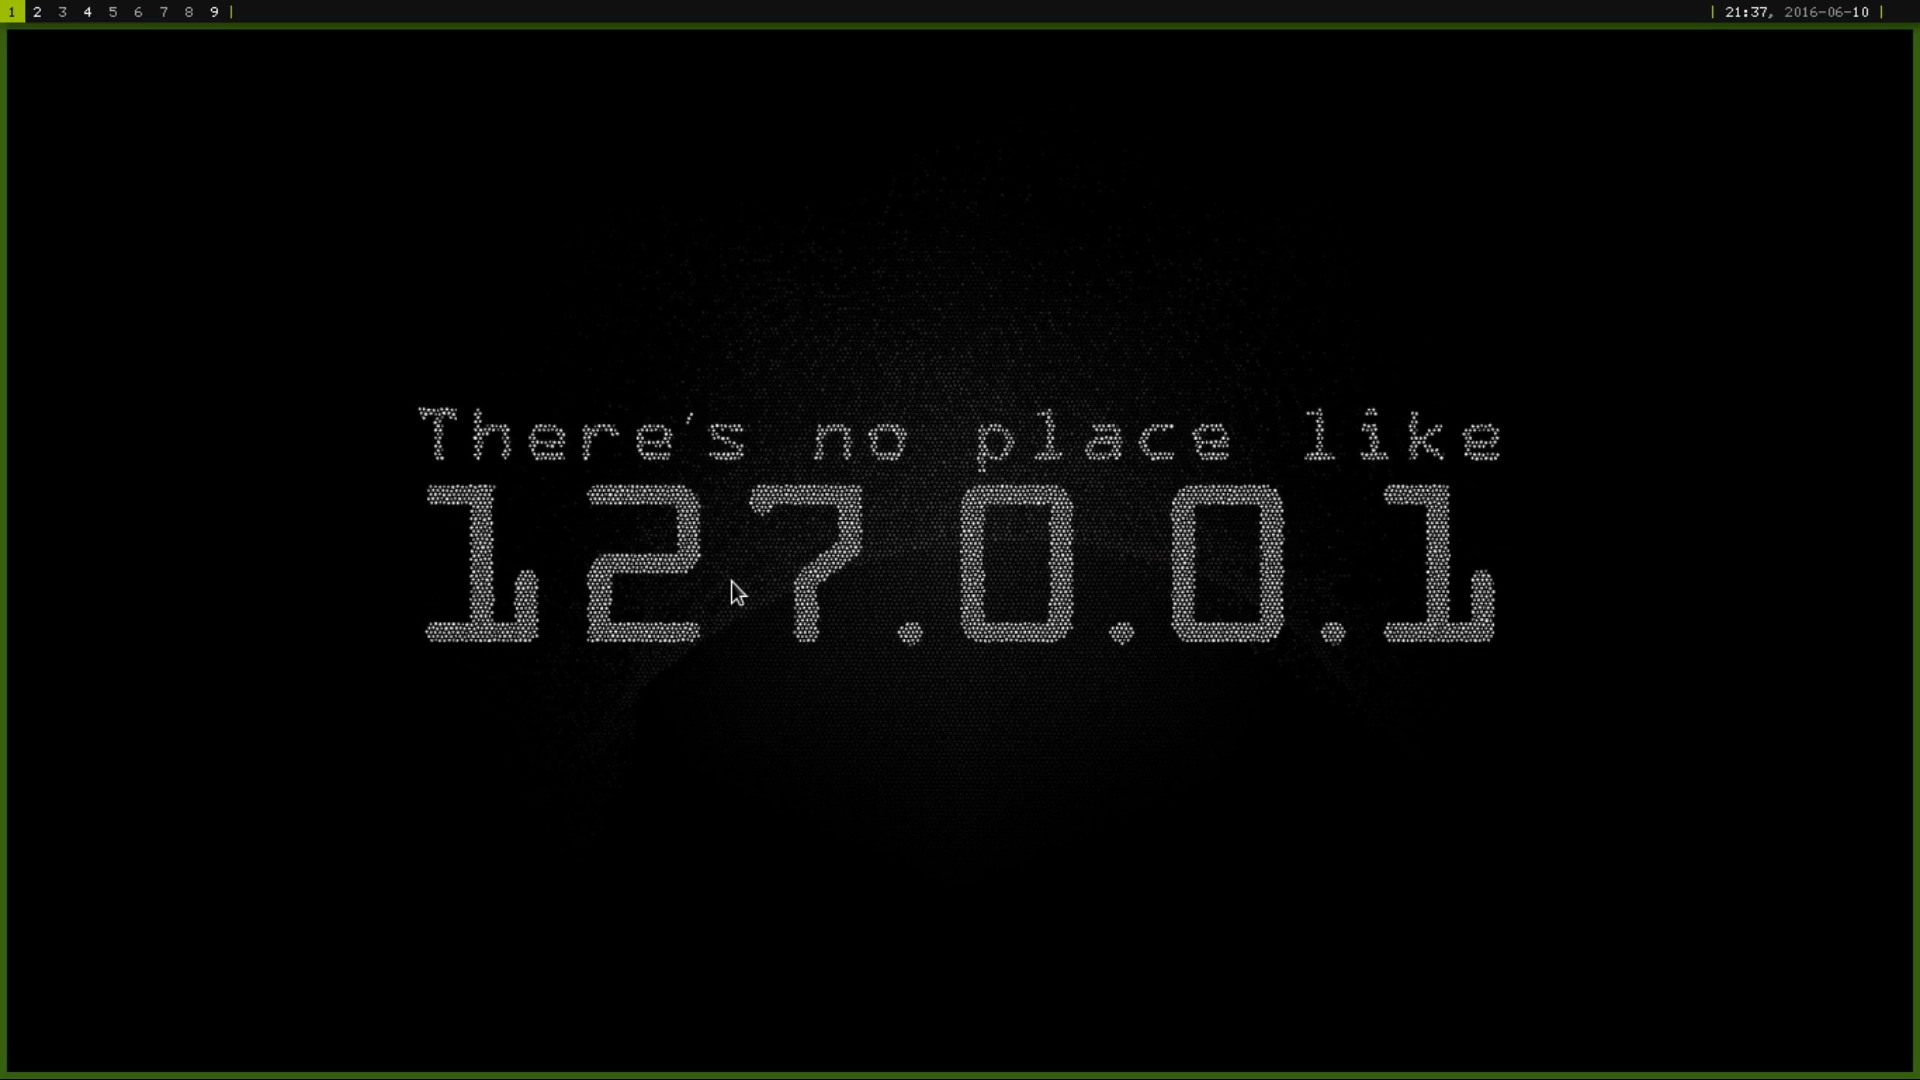 1 2 3 4 5 6 7 8 9 | | 21:37, 2016-06-10 |
There's no place like
127.0.0.1